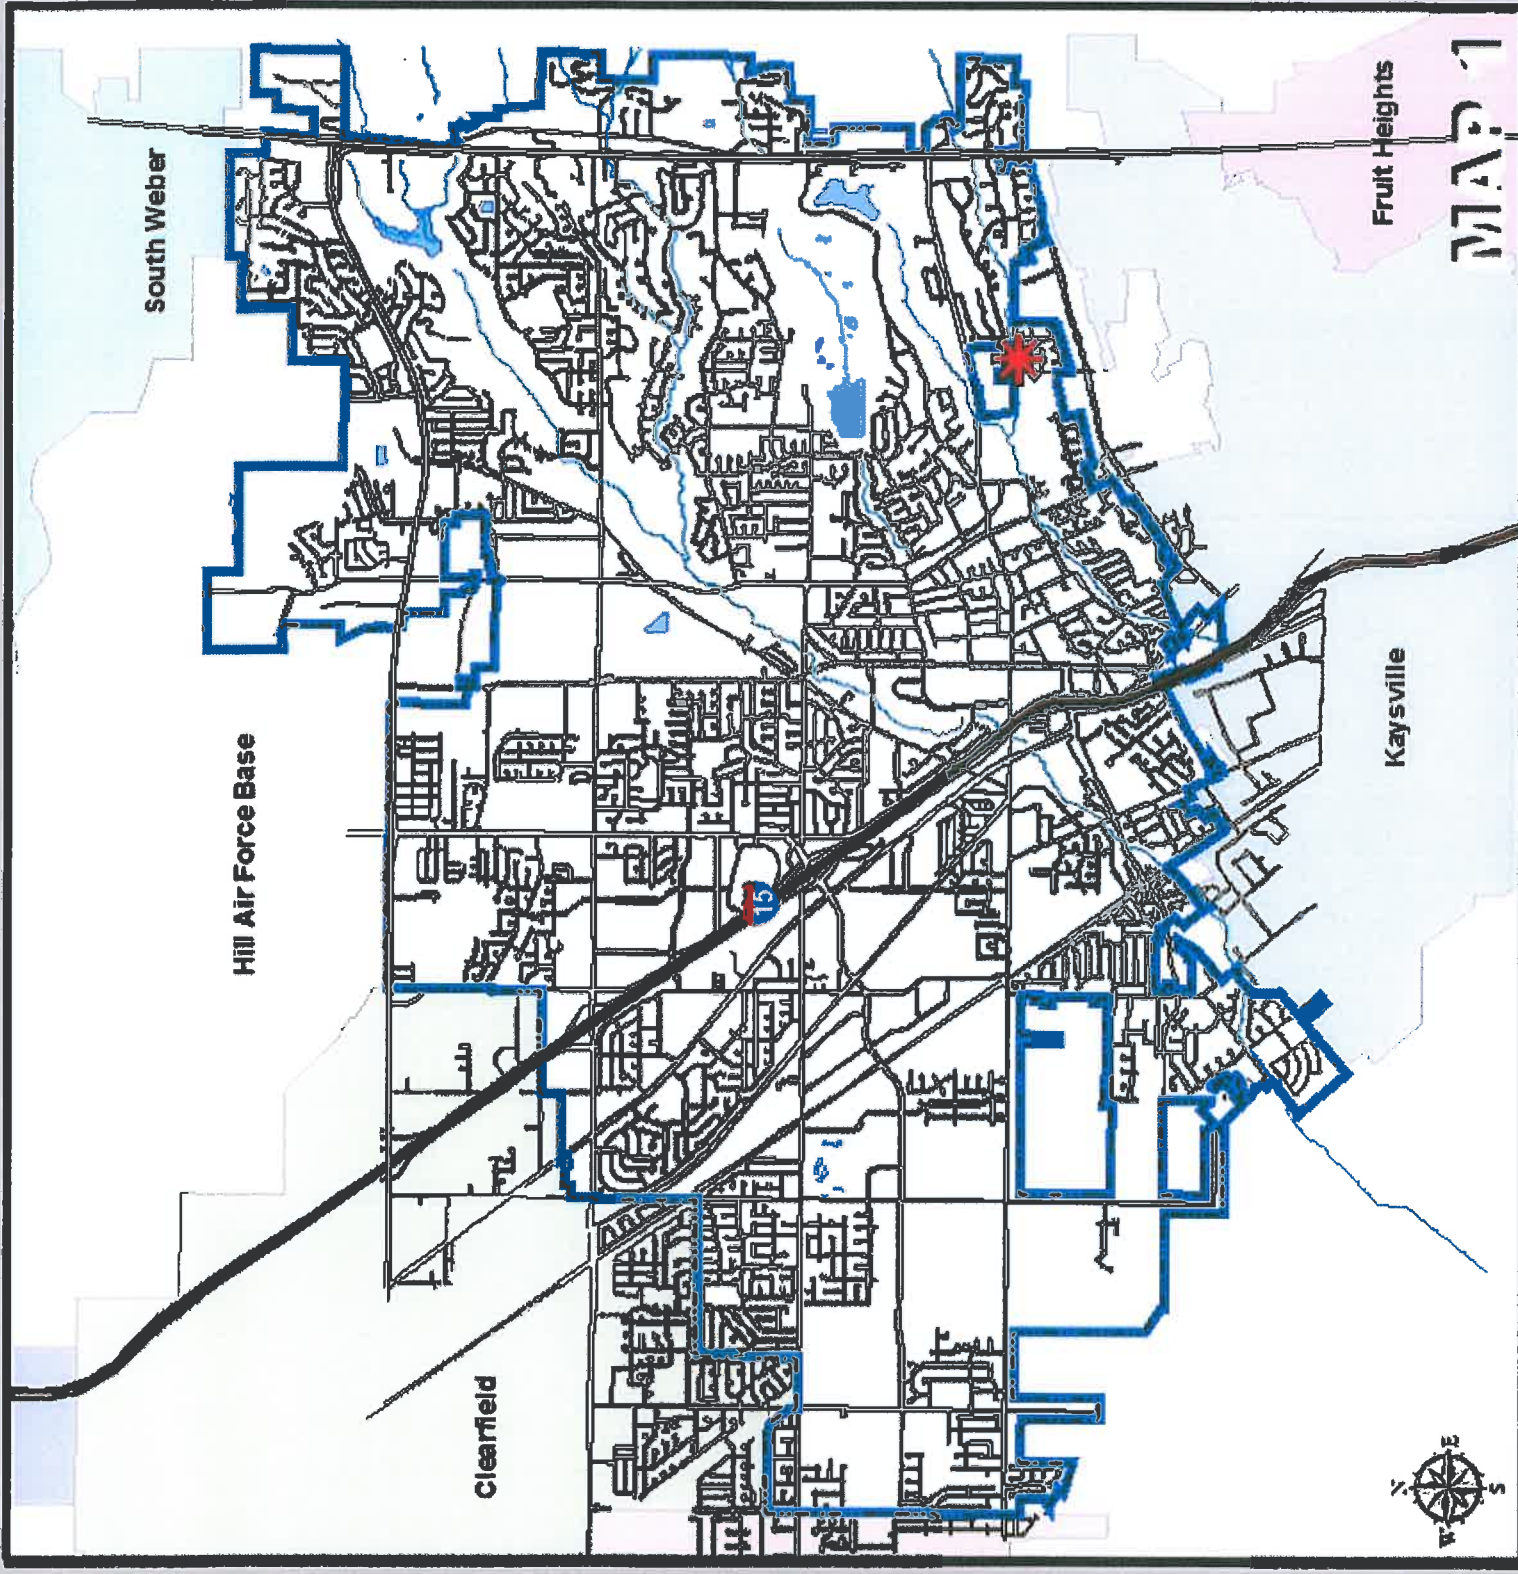 South Weber
Hill Air Force Base
Clearfield
15
Kaysville
Fruit Heights
MAP 1
N
W
E
S